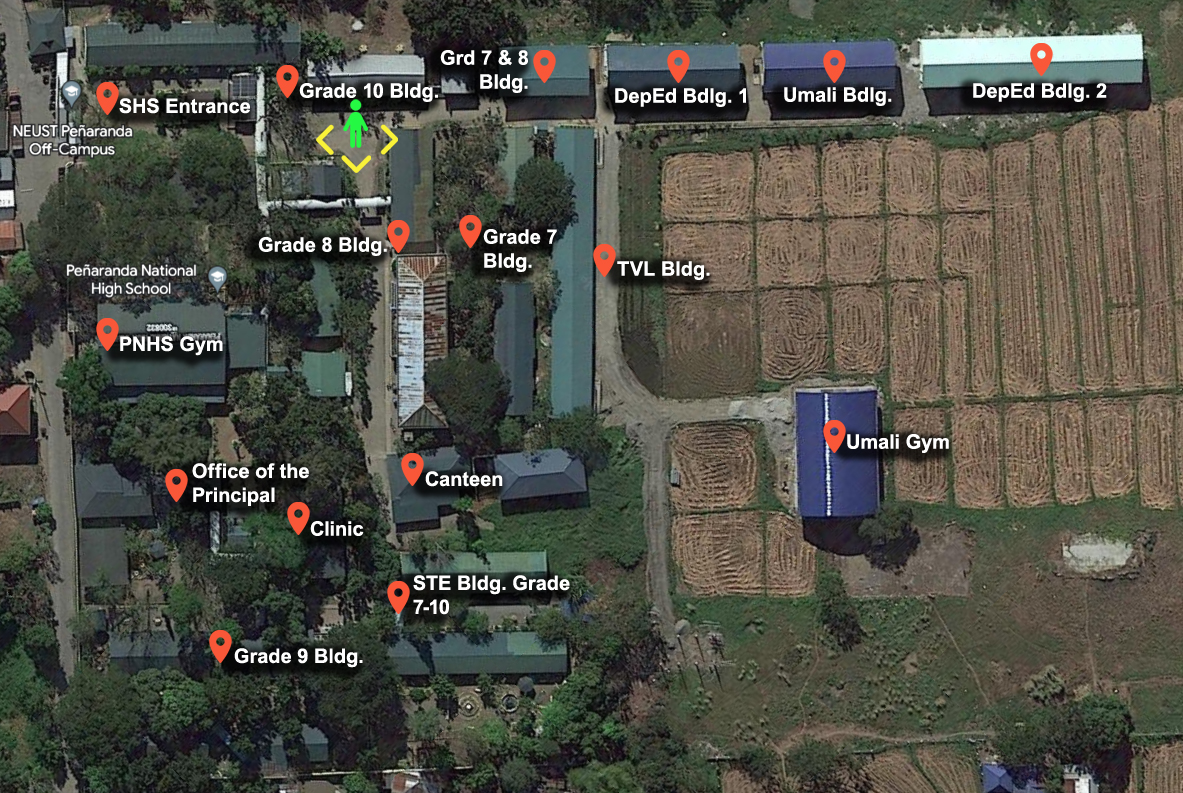 Grd 7 & 8
Bldg.
Grade 10 Bldg.
DepEd Bdlg. 1
Umali Bdlg.
DepEd Bdlg. 2
SHS Entrance
NEUST Peñaranda
Off-Campus
Grade 8 Bldg.
Grade 7
Bldg.
TVL Bldg.
Peñaranda National
High School
PNHS Gym
Umali Gym
Office of the
Principal
Canteen
Clinic
STE Bldg. Grade
7-10
Grade 9 Bldg.